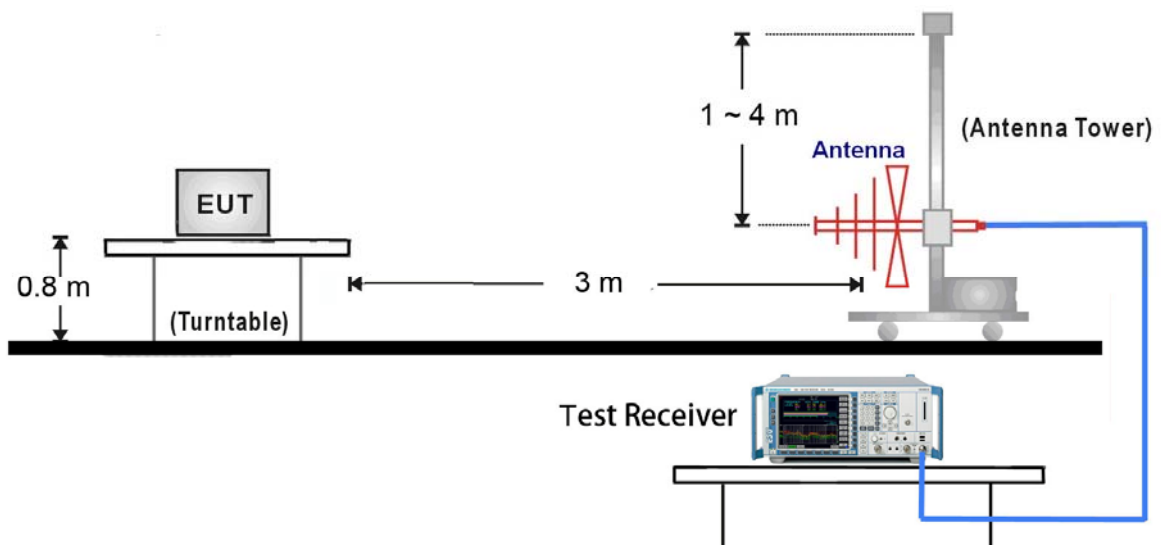 1 ~ 4 m
(Antenna Tower)
Antenna
EUT
0.8 m
3 m
(Turntable)
Test Receiver